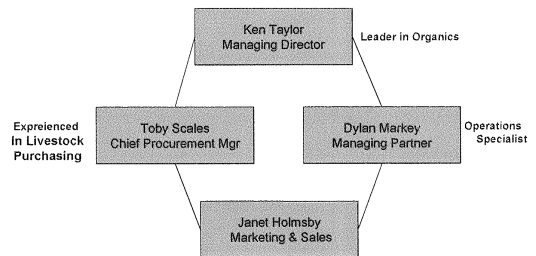 Ken Taylor
Managing Director
Leader in Organics
Expreienced
In Livestock
Purchasing
Toby Scales
Chief Procurement Mgr
Dylan Markey
Managing Partner
Operations
Specialist
Janet Holmsby
Marketing & Sales